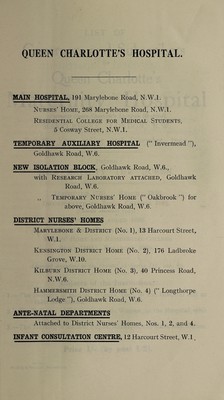 QUEEN CHARLOTTE'S HOSPITAL.
MAIN HOSPITAL, 191 Marylebone Road, N.W.1.
NURSES' HOME, 268 Marylebone Road, N.W.1.
RESIDENTIAL COLLEGE FOR MEDICAL STUDENTS,
5 Cosway Street, N.W.1.
TEMPORARY AUXILIARY HOSPITAL (" Invermead "),
Goldhawk Road, W.6.
NEW ISOLATION BLOCK, Goldhawk Road, W.6.,
with RESEARCH LABORATORY ATTACHED, Goldhawk
Road, W.6.
,, TEMPORARY NURSES' HOME (" Oakbrook ") for
above, Goldhawk Road, W.6.
DISTRICT NURSES' HOMES
MARYLEBONE & DISTRICT (No. 1), 13 Harcourt Street,
W.1.
KENSINGTON DISTRICT HOME (No. 2), 176 Ladbroke
Grove, W.10.
KILBURN DISTRICT HOME (No. 3), 40 Princess Road,
N.W.6.
HAMMERSMITH DISTRICT HOME (No. 4) (" Longthorpe
Lodge "), Goldhawk Road, W.6.
ANTE-NATAL DEPARTMENTS
Attached to District Nurses' Homes, Nos. 1, 2, and 4.
INFANT CONSULTATION CENTRE, 12 Harcourt Street, W.1.